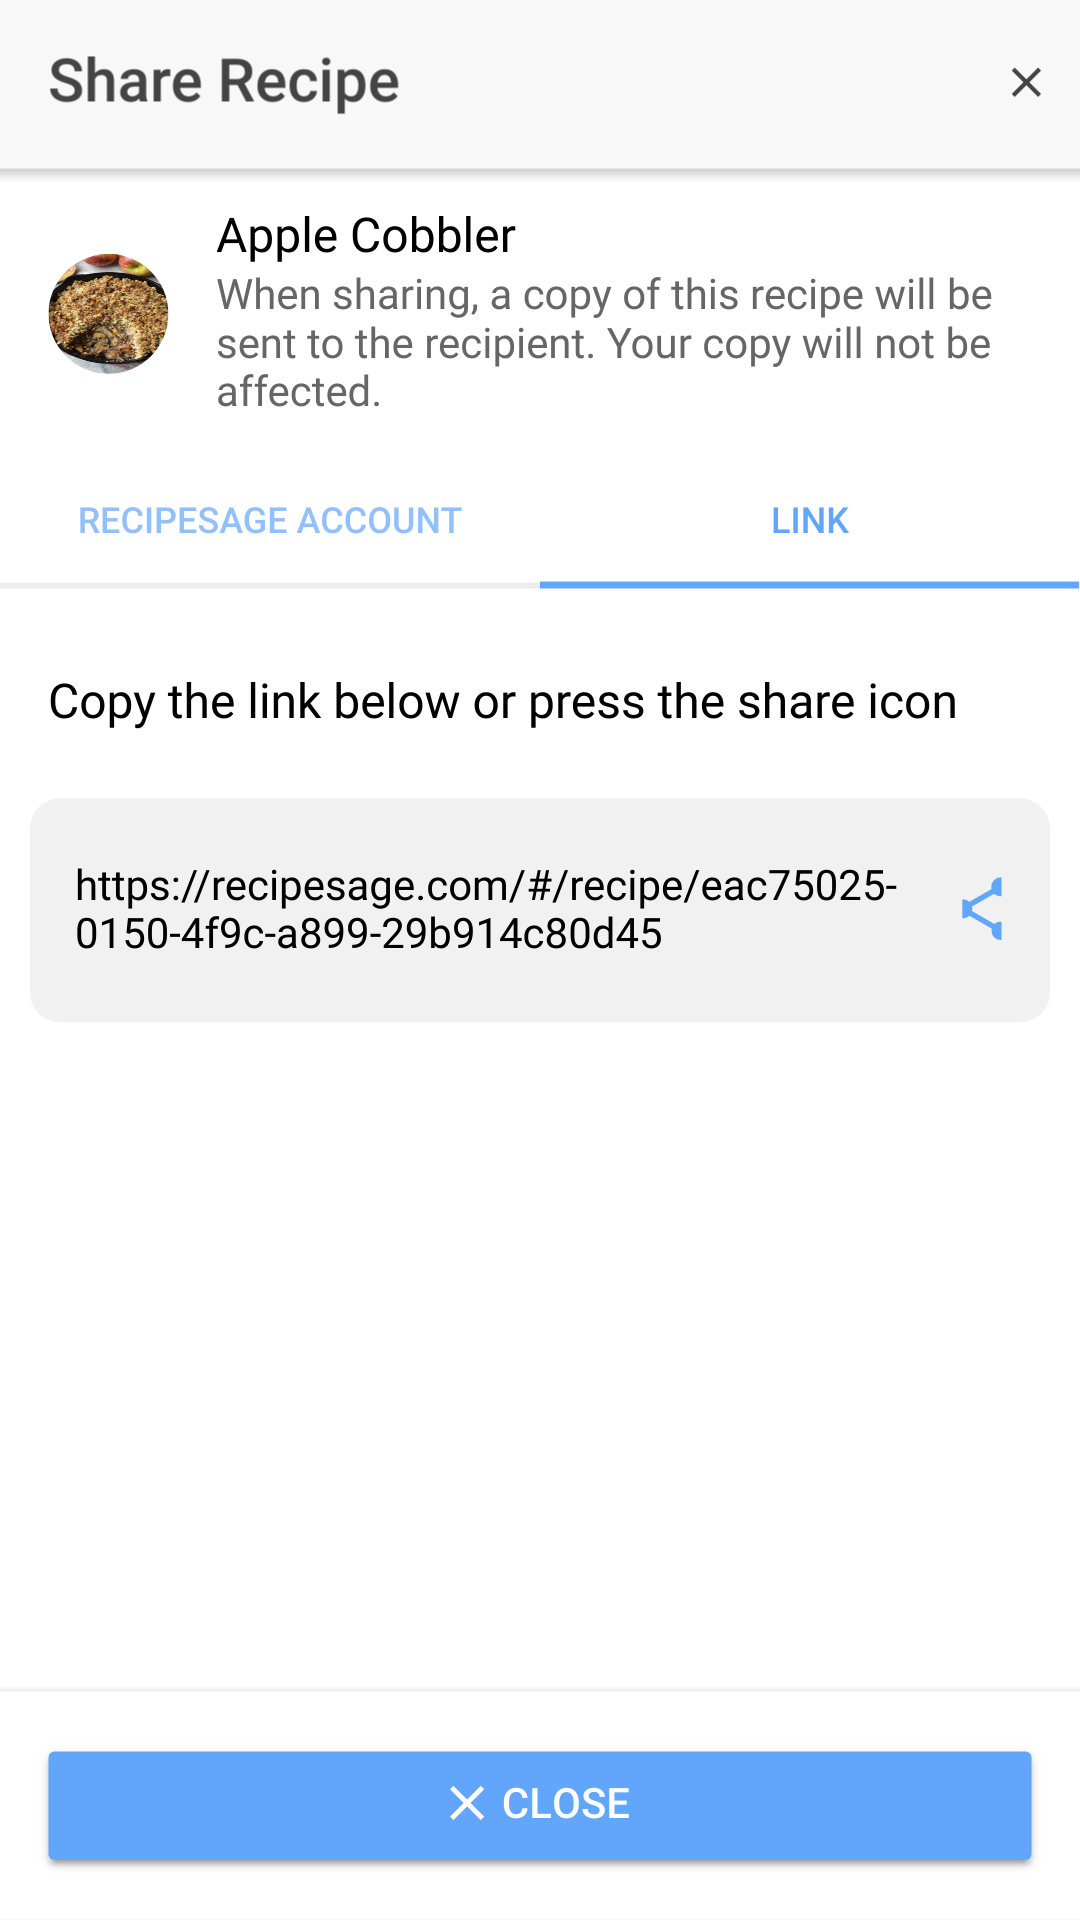 Share Recipe
Apple Cobbler
When sharing, a copy of this recipe will be
sent to the recipient. Your copy will not be
affected.
RECIPESAGE ACCOUNT
LINK
Copy the link below or press the share icon
https://recipesage.com/#/recipe/eac75025-
0150-4f9c-a899-29b914c80d45
CLOSE